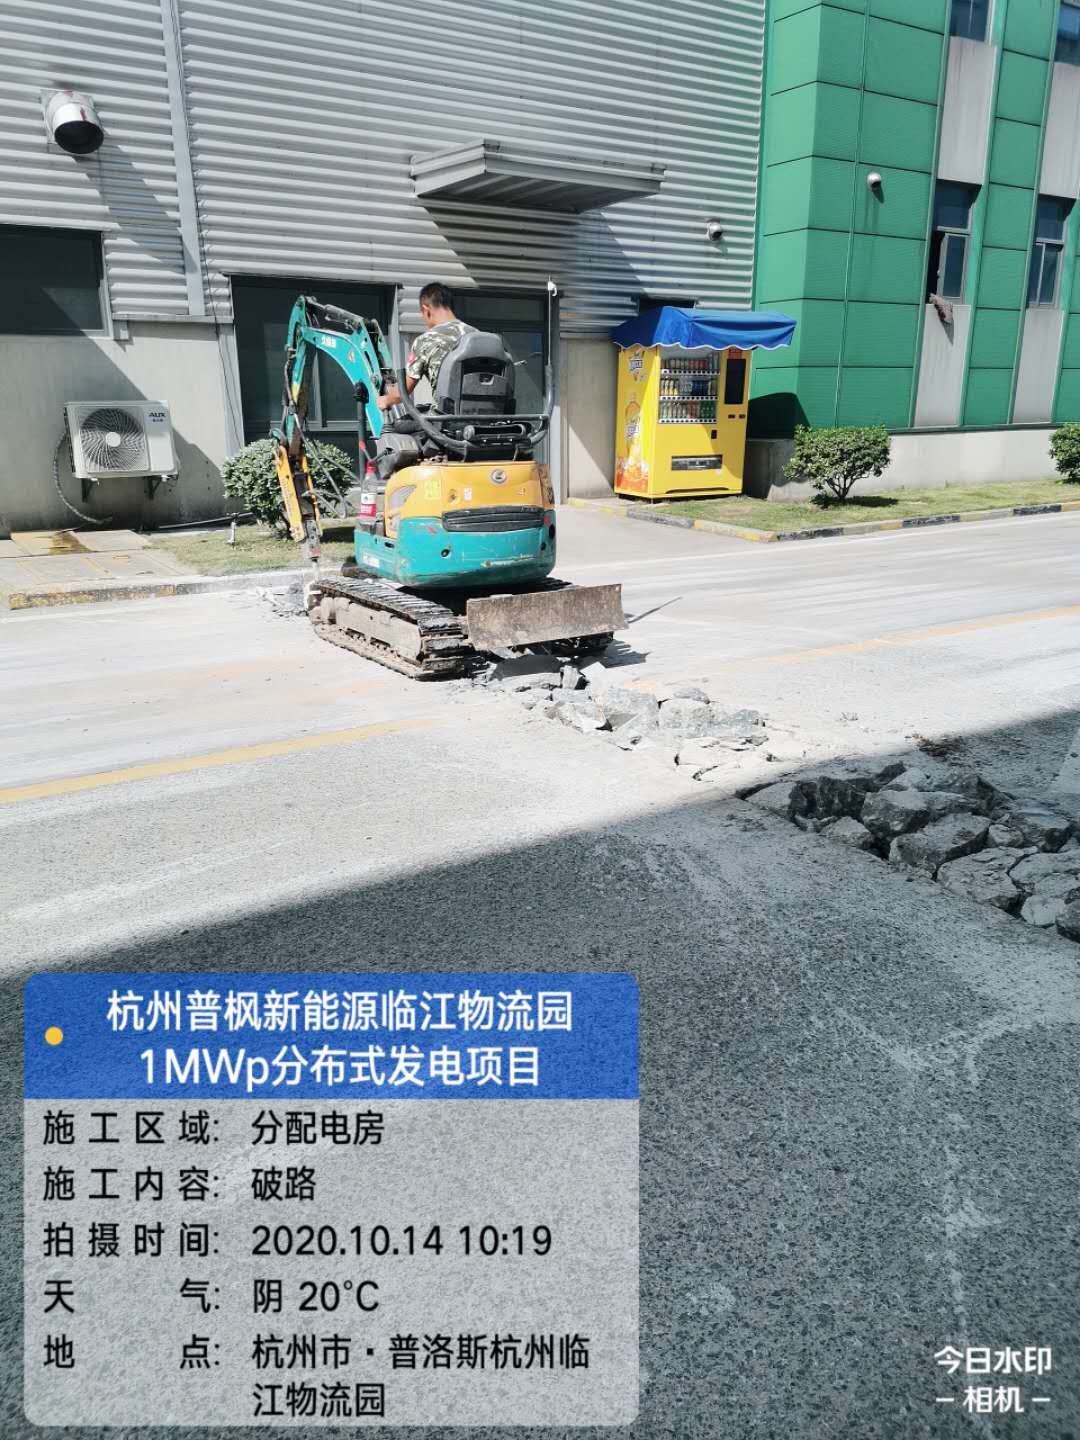 AUX
杭州普枫新能源临江物流园
1MWp分布式发电项目
施工区域: 分配电房
施工内容: 破路
拍摄时间: 2020.10.14 10:19
天气: 阴 20°C
地点: 杭州市·普洛斯杭州临
江物流园
今日水印
-相机-